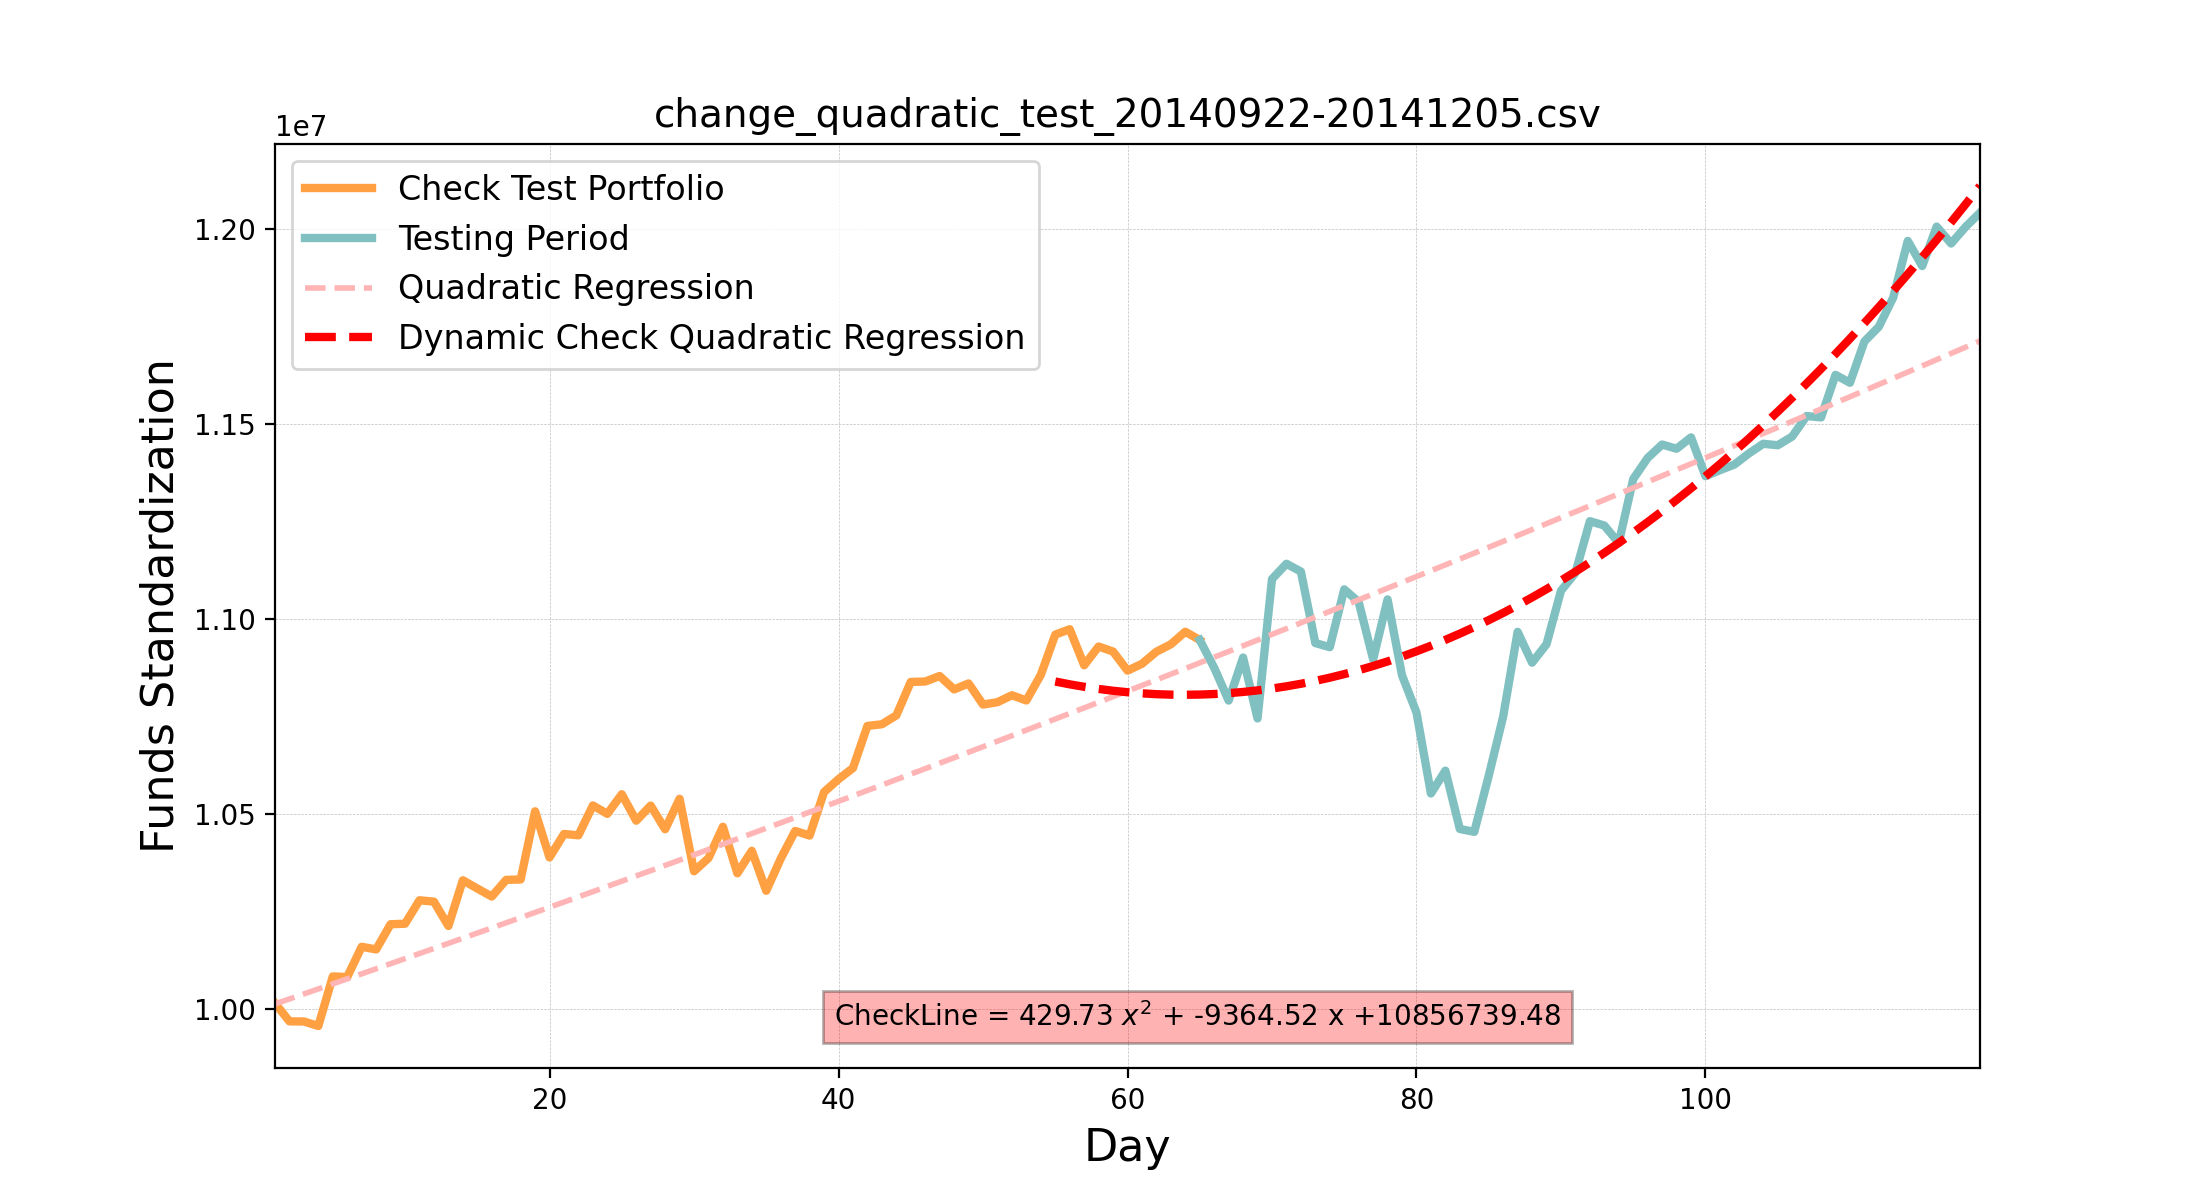 change_quadratic_test_20140922-20141205.csv
1e7
Check Test Portfolio
Testing Period
Quadratic Regression
Dynamic Check Quadratic Regression
1.20
1.15
1.10
1.05
1.00
Funds Standardization
CheckLine = 429.73 x² + -9364.52 x +10856739.48
20 40 60 80 100
Day